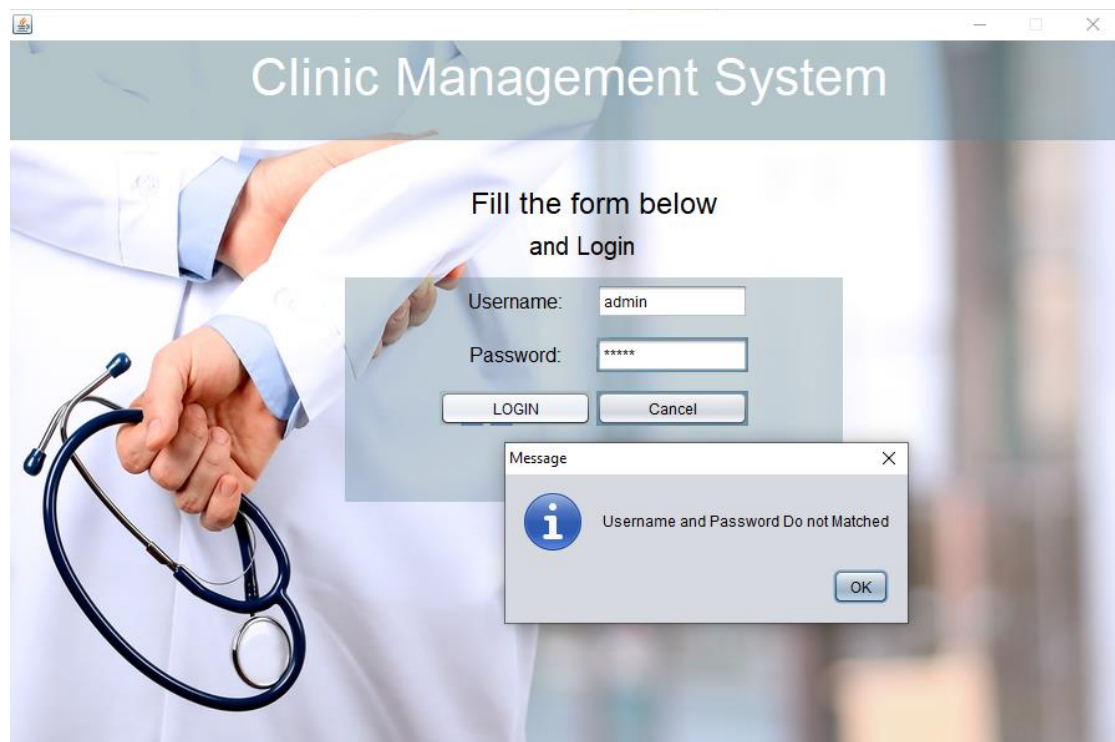 Clinic Management System
Fill the form below
and Login
Username: admin
Password: *****
LOGIN Cancel
Message
Username and Password Do not Matched
OK